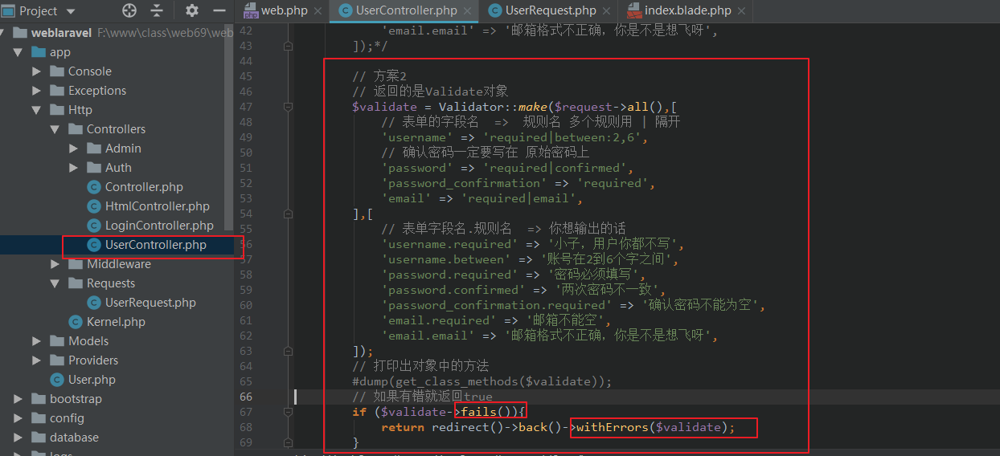 Project
web.php
UserController.php
UserRequest.php
index.blade.php
weblaravel F:\www\class\web69\web
app
Console
Exceptions
Http
Controllers
Admin
Auth
Controller.php
HtmlController.php
LoginController.php
UserController.php
Middleware
Requests
UserRequest.php
Kernel.php
Models
Providers
User.php
bootstrap
config
database
42 'email.email' => '邮箱格式不正确，你是不是想飞呀',
43 ]);*/
44
45 // 方案2
46 // 返回的是Validate对象
47 $validate = Validator::make($request->all(),[
48 // 表单的字段名 => 规则名 多个规则用 | 隔开
49 'username' => 'required|between:2,6',
50 // 确认密码一定要写在 原始密码上
51 'password' => 'required|confirmed',
52 'password_confirmation' => 'required',
53 'email' => 'required|email',
54 ],[
55 // 表单字段名.规则名 => 你想输出的话
56 'username.required' => '小子，用户你都不写',
57 'username.between' => '账号在2到6个字之间',
58 'password.required' => '密码必须填写',
59 'password.confirmed' => '两次密码不一致',
60 'password_confirmation.required' => '确认密码不能为空',
61 'email.required' => '邮箱不能空',
62 'email.email' => '邮箱格式不正确，你是不是想飞呀',
63 ]);
64 // 打印出对象中的方法
65 #dump(get_class_methods($validate));
66 // 如果有错就返回true
67 if ($validate->fails()){
68 return redirect()->back()->withErrors($validate);
69 }